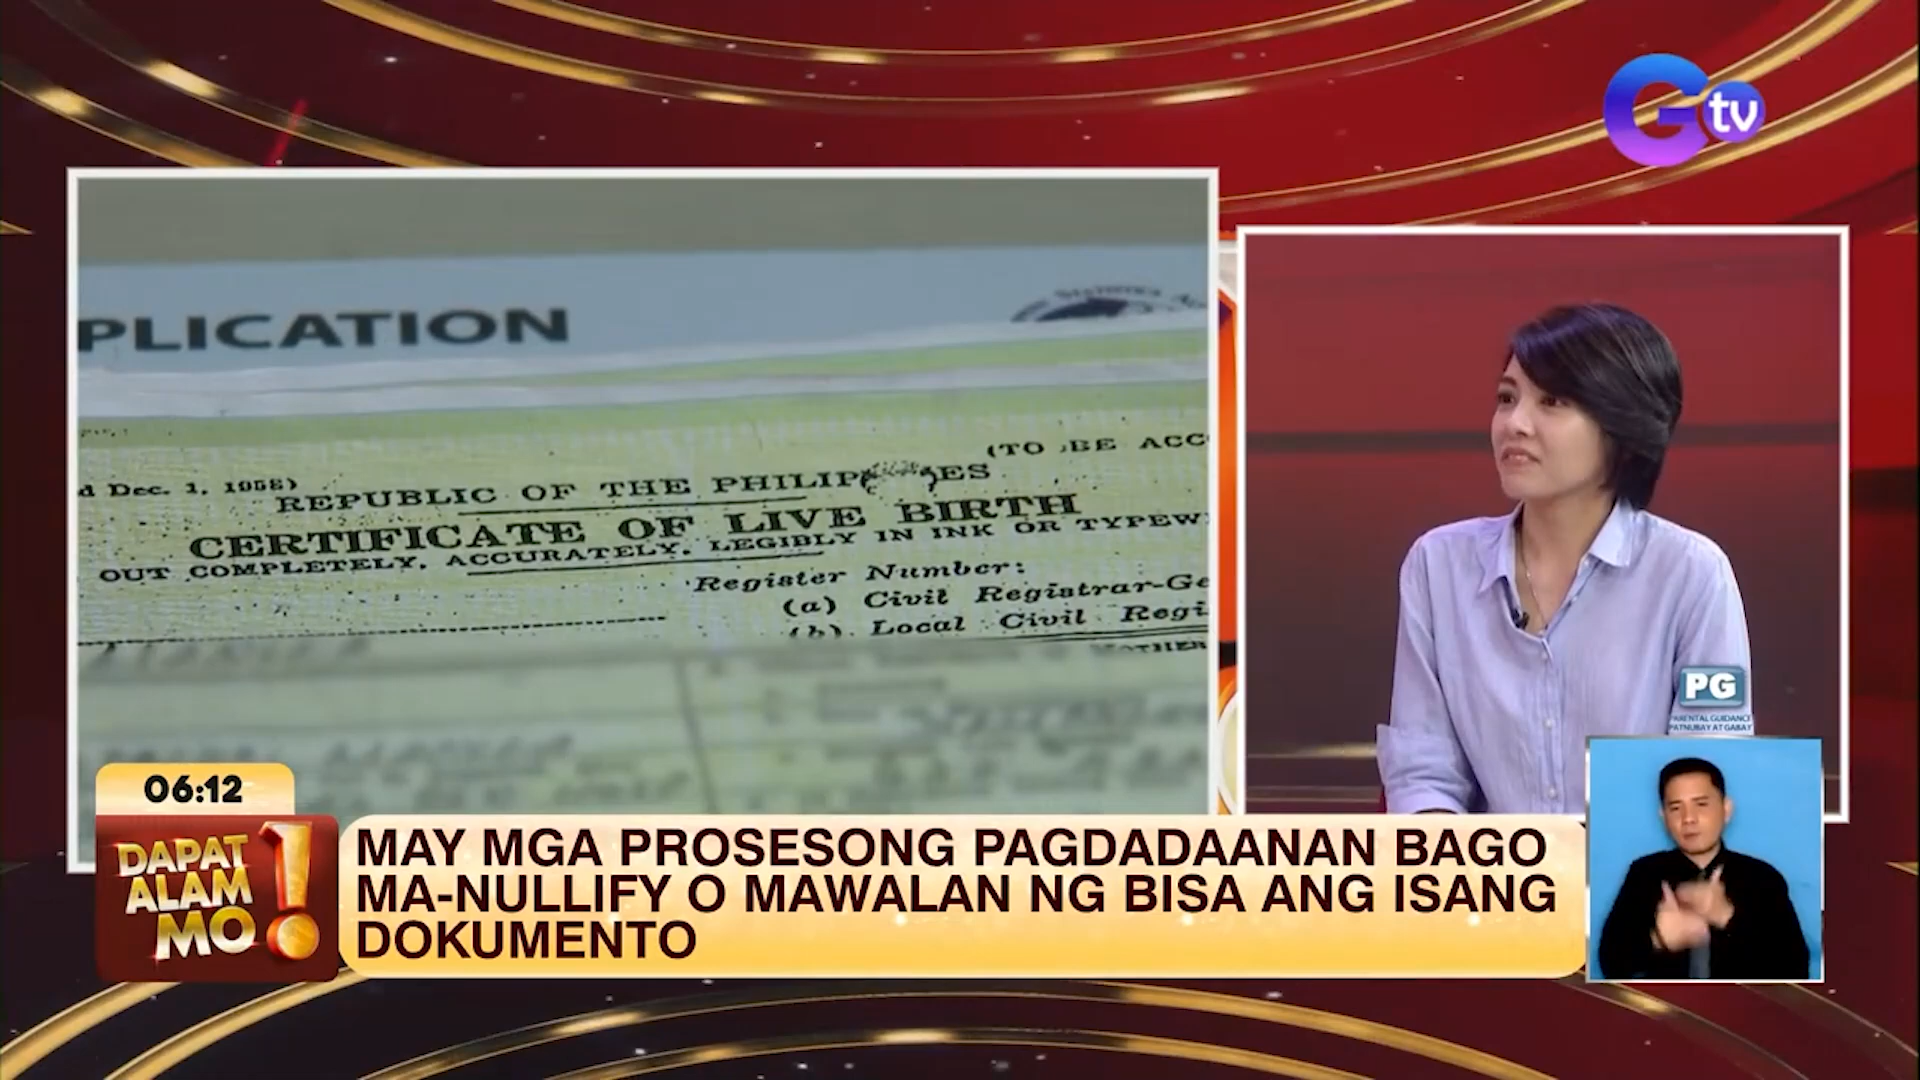 Gtv
PLICATION
d Dec. 1, 1958)
(TO BE ACC
REPUBLIC OF THE PHILIPPINES
CERTIFICATE OF LIVE BIRTH
OUT COMPLETELY, ACCURATELY, LEGIBLY IN INK OR TYPEW
Register Number:
(a) Civil Registrar-Ge
(b) Local Civil Regi
MOTHER
PG
PARENTAL GUIDANCE
PATNUBAY AT GABAY
06:12
DAPAT
ALAM
MO!
MAY MGA PROSESONG PAGDADAANAN BAGO
MA-NULLIFY O MAWALAN NG BISA ANG ISANG
DOKUMENTO